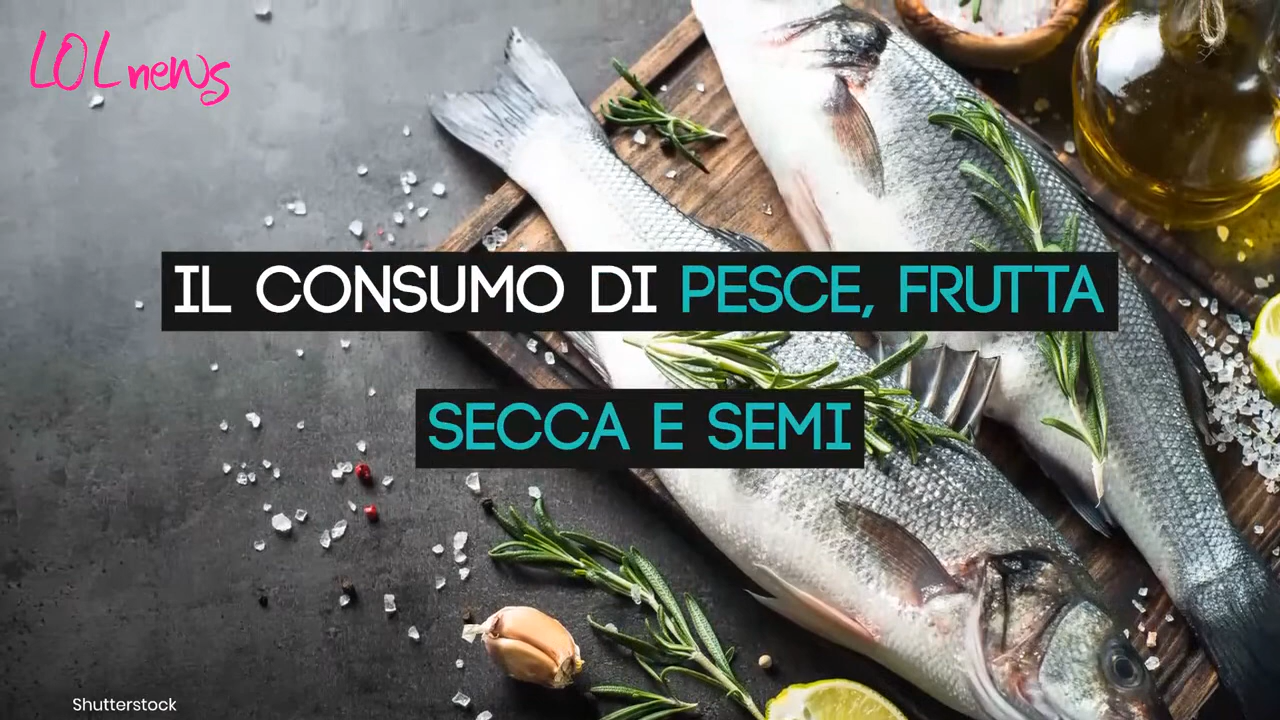 LOL news
IL CONSUMO DI PESCE, FRUTTA
SECCA E SEMI
Shutterstock